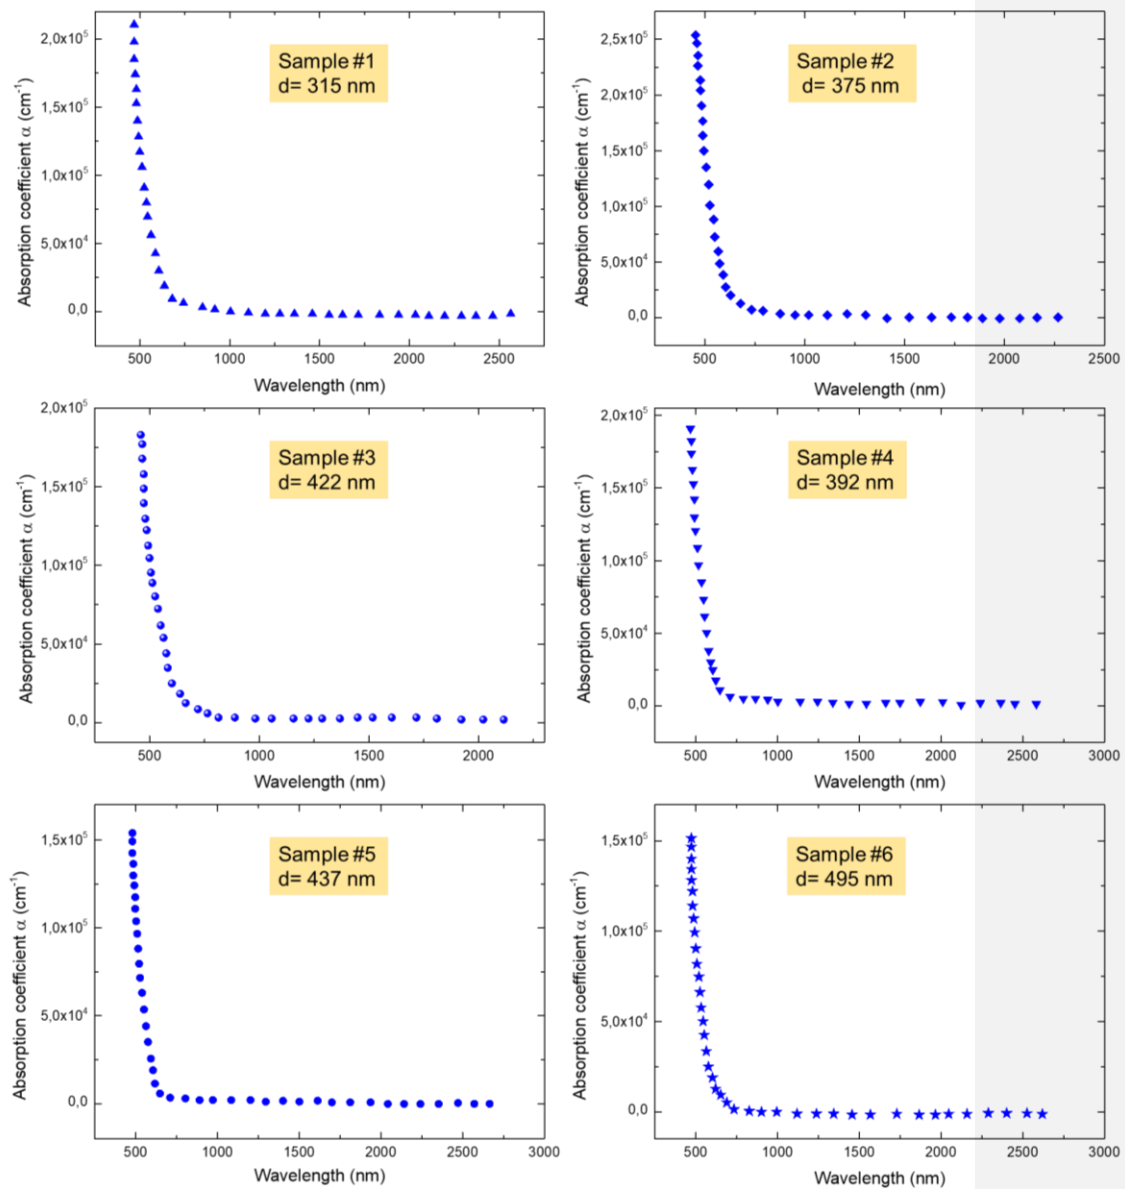 Absorption coefficient α (cm⁻¹)
2,0x10⁵
1,5x10⁵
1,0x10⁵
5,0x10⁴
0,0
Sample #1
d= 315 nm
500 1000 1500 2000 2500
Wavelength (nm)
Absorption coefficient α (cm⁻¹)
2,5x10⁵
2,0x10⁵
1,5x10⁵
1,0x10⁵
5,0x10⁴
0,0
Sample #2
d= 375 nm
500 1000 1500 2000 2500
Wavelength (nm)
Absorption coefficient α (cm⁻¹)
2,0x10⁵
1,5x10⁵
1,0x10⁵
5,0x10⁴
0,0
Sample #3
d= 422 nm
500 1000 1500 2000
Wavelength (nm)
Absorption coefficient α (cm⁻¹)
2,0x10⁵
1,5x10⁵
1,0x10⁵
5,0x10⁴
0,0
Sample #4
d= 392 nm
500 1000 1500 2000 2500 3000
Wavelength (nm)
Absorption coefficient α (cm⁻¹)
1,5x10⁵
1,0x10⁵
5,0x10⁴
0,0
Sample #5
d= 437 nm
500 1000 1500 2000 2500 3000
Wavelength (nm)
Absorption coefficient α (cm⁻¹)
1,5x10⁵
1,0x10⁵
5,0x10⁴
0,0
Sample #6
d= 495 nm
500 1000 1500 2000 2500 3000
Wavelength (nm)